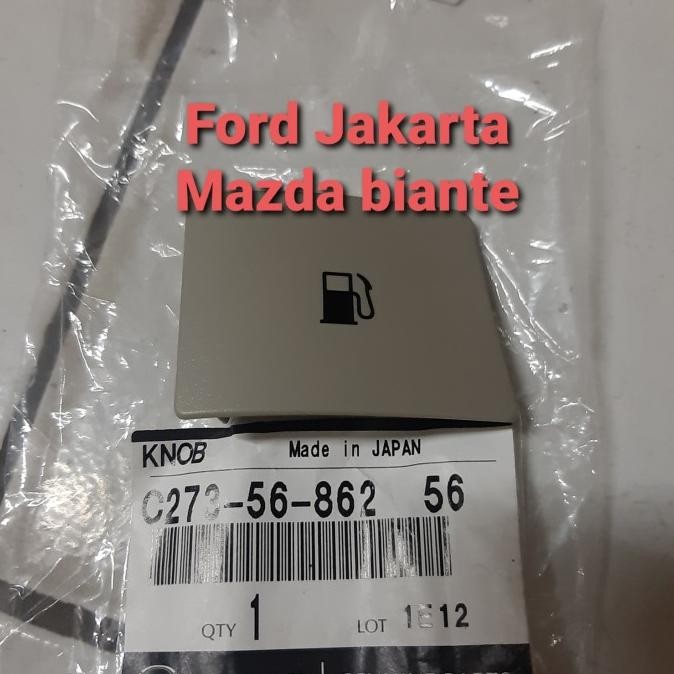 Ford Jakarta
Mazda biante
KNOB Made in JAPAN
C273-56-862 56
QTY 1 LOT 1E12